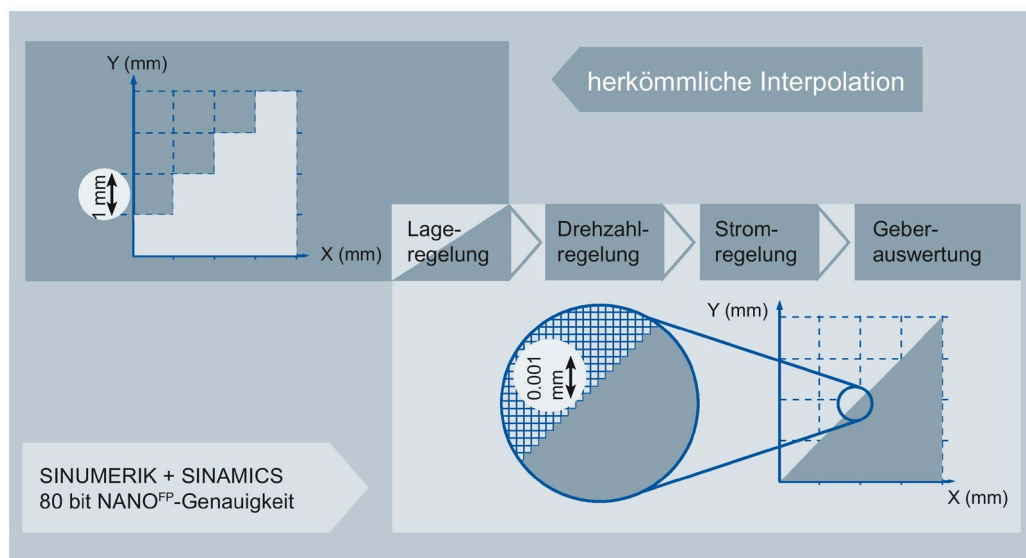 Y (mm)
herkömmliche Interpolation
1 mm
X (mm)
Lage-
regelung
Drehzahl-
regelung
Strom-
regelung
Geber-
auswertung
Y (mm)
0.001
mm
SINUMERIK + SINAMICS
80 bit NANOFP-Genauigkeit
X (mm)